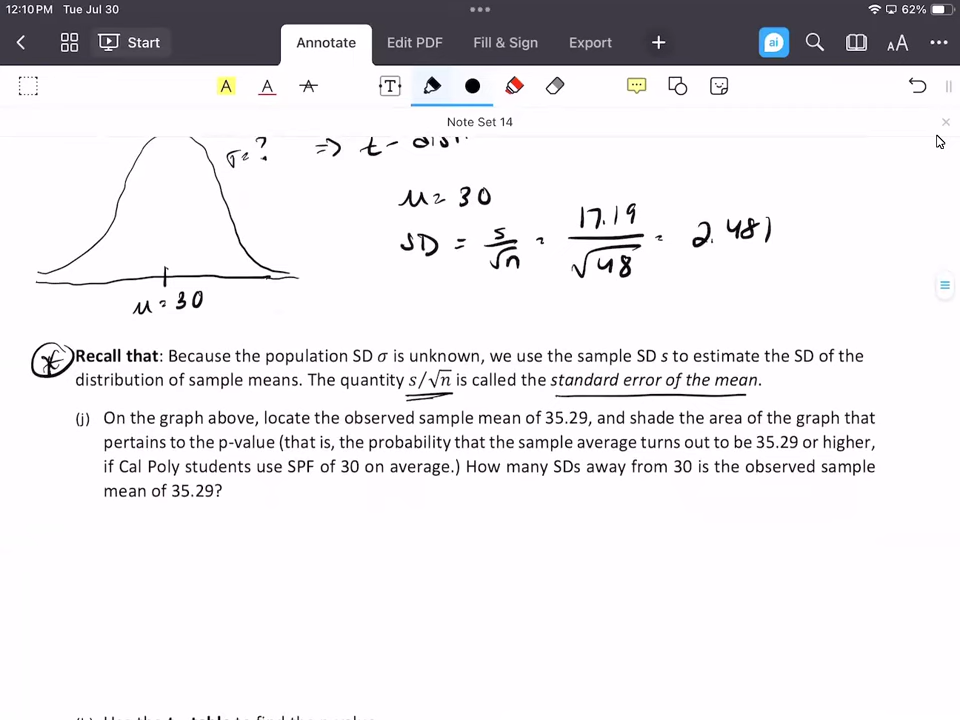 12:10 PM Tue Jul 30
62%
Start
Annotate
Edit PDF
Fill & Sign
Export
ai
AA
A A A
T
Note Set 14
σ = ? ⇒ t - dist
μ = 30
SD = s/√n = 17.19/√48 = 2.481
μ = 30
Recall that: Because the population SD σ is unknown, we use the sample SD s to estimate the SD of the
distribution of sample means. The quantity s/√n is called the standard error of the mean.
(j) On the graph above, locate the observed sample mean of 35.29, and shade the area of the graph that
pertains to the p-value (that is, the probability that the sample average turns out to be 35.29 or higher,
if Cal Poly students use SPF of 30 on average.) How many SDs away from 30 is the observed sample
mean of 35.29?